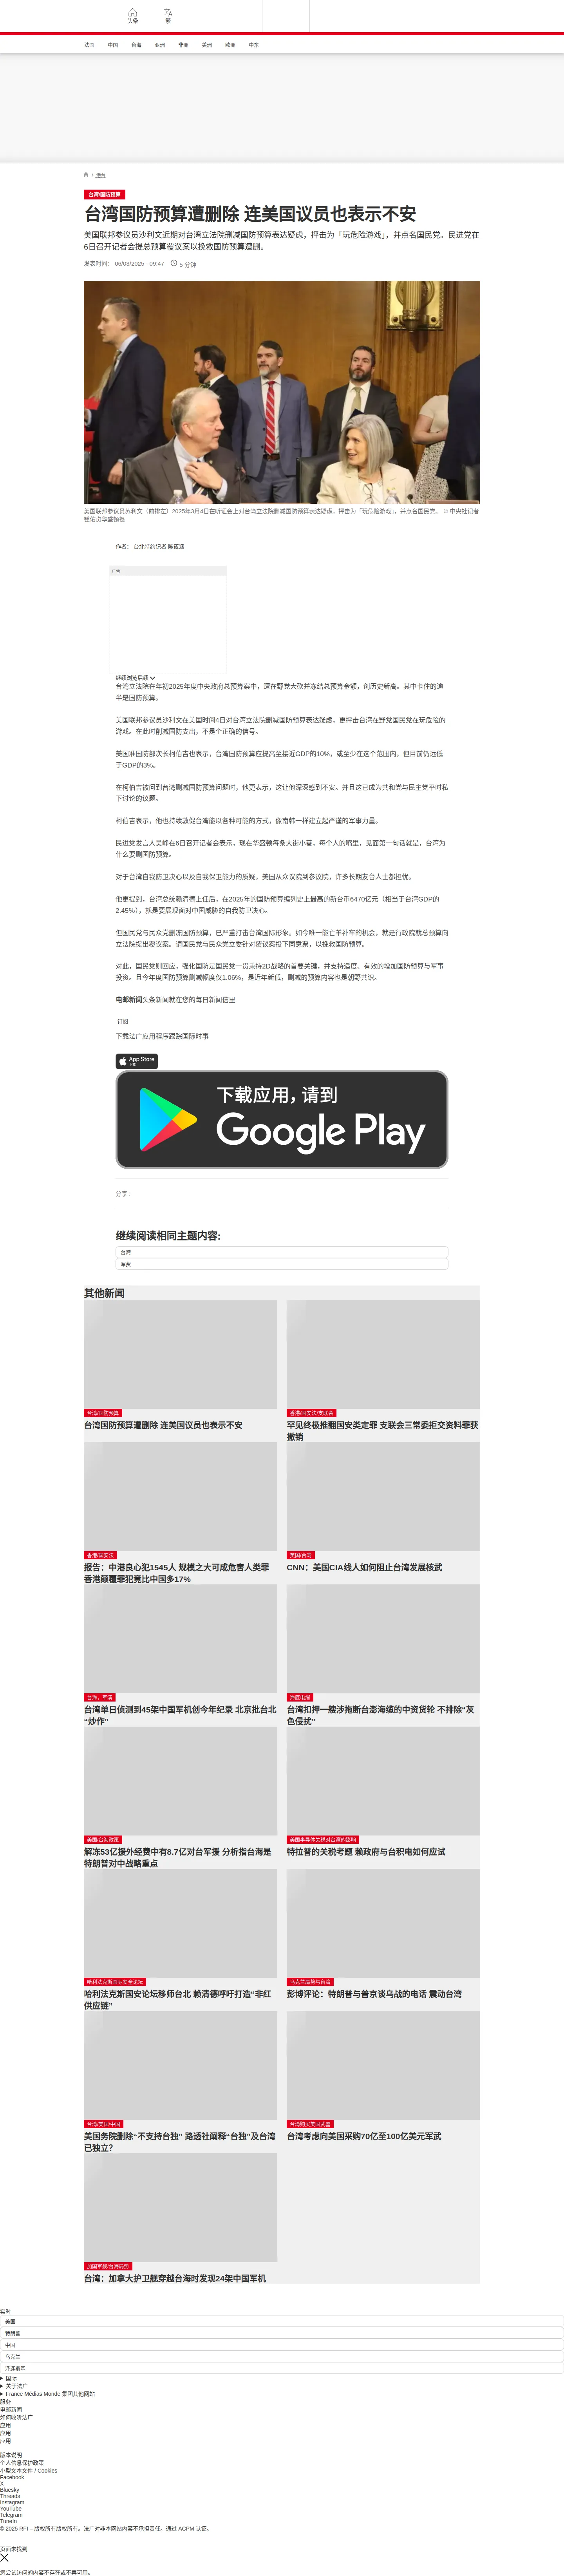 头条
繁
法国
中国
台海
亚洲
非洲
美洲
欧洲
中东
/ 港台
台湾/国防预算
台湾国防预算遭删除 连美国议员也表示不安
美国联邦参议员沙利文近期对台湾立法院删减国防预算表达疑虑，抨击为「玩危险游戏」，并点名国民党。民进党在
6日召开记者会提总预算覆议案以挽救国防预算遭删。
发表时间： 06/03/2025 - 09:47 5 分钟
美国联邦参议员苏利文（前排左）2025年3月4日在听证会上对台湾立法院删减国防预算表达疑虑，抨击为「玩危险游戏」，并点名国民党。 © 中央社记者
锺佑贞华盛顿摄
作者： 台北特约记者 陈筱涵
广告
继续浏览后续
台湾立法院在年初2025年度中央政府总预算案中，遭在野党大砍并冻结总预算金额，创历史新高。其中卡住的逾
半是国防预算。
美国联邦参议员沙利文在美国时间4日对台湾立法院删减国防预算表达疑虑，更抨击台湾在野党国民党在玩危险的
游戏。在此时削减国防支出，不是个正确的信号。
美国准国防部次长柯伯吉也表示，台湾国防预算应提高至接近GDP的10%，或至少在这个范围内，但目前仍远低
于GDP的3%。
在柯伯吉被问到台湾删减国防预算问题时，他更表示，这让他深深感到不安。并且这已成为共和党与民主党平时私
下讨论的议题。
柯伯吉表示，他也持续敦促台湾能以各种可能的方式，像南韩一样建立起严谨的军事力量。
民进党发言人吴峥在6日召开记者会表示，现在华盛顿每条大街小巷，每个人的嘴里，见面第一句话就是，台湾为
什么要删国防预算。
对于台湾自我防卫决心以及自我保卫能力的质疑，美国从众议院到参议院，许多长期友台人士都担忧。
他更提到，台湾总统赖清德上任后，在2025年的国防预算编列史上最高的新台币6470亿元（相当于台湾GDP的
2.45%），就是要展现面对中国威胁的自我防卫决心。
但国民党与民众党删冻国防预算，已严重打击台湾国际形象。如今唯一能亡羊补牢的机会，就是行政院就总预算向
立法院提出覆议案。请国民党与民众党立委针对覆议案投下同意票，以挽救国防预算。
对此，国民党则回应，强化国防是国民党一贯秉持2D战略的首要关键，并支持适度、有效的增加国防预算与军事
投资。且今年度国防预算删减幅度仅1.06%，是近年新低，删减的预算内容也是朝野共识。
电邮新闻头条新闻就在您的每日新闻信里
订阅
下载法广应用程序跟踪国际时事
App Store
下载
下载应用，请到
Google Play
分享 :
继续阅读相同主题内容:
台湾
军费
其他新闻
台湾/国防预算
台湾国防预算遭删除 连美国议员也表示不安
香港/国安法/支联会
罕见终极推翻国安类定罪 支联会三常委拒交资料罪获
撤销
香港/国安法
报告：中港良心犯1545人 规模之大可成危害人类罪
香港颠覆罪犯竟比中国多17%
美国/台湾
CNN：美国CIA线人如何阻止台湾发展核武
台海，军演
台湾单日侦测到45架中国军机创今年纪录 北京批台北
“炒作”
海底电缆
台湾扣押一艘涉拖断台澎海缆的中资货轮 不排除“灰
色侵扰”
美国/台海政策
解冻53亿援外经费中有8.7亿对台军援 分析指台海是
特朗普对中战略重点
美国半导体关税对台湾的影响
特拉普的关税考题 赖政府与台积电如何应试
哈利法克斯国际安全论坛
哈利法克斯国安论坛移师台北 赖清德呼吁打造“非红
供应链”
乌克兰局势与台湾
彭博评论：特朗普与普京谈乌战的电话 震动台湾
台湾/美国/中国
美国务院删除“不支持台独” 路透社阐释“台独”及台湾
已独立？
台湾购买美国武器
台湾考虑向美国采购70亿至100亿美元军武
加国军舰/台海局势
台湾：加拿大护卫舰穿越台海时发现24架中国军机
实时
美国
特朗普
中国
乌克兰
泽连斯基
国际
关于法广
France Médias Monde 集团其他网站
服务
电邮新闻
如何收听法广
应用
应用
应用
版本说明
个人信息保护政策
小型文本文件 / Cookies
Facebook
X
Bluesky
Threads
Instagram
YouTube
Telegram
TuneIn
© 2025 RFI – 版权所有版权所有。法广对非本网站内容不承担责任。通过 ACPM 认证。
页面未找到
您尝试访问的内容不存在或不再可用。